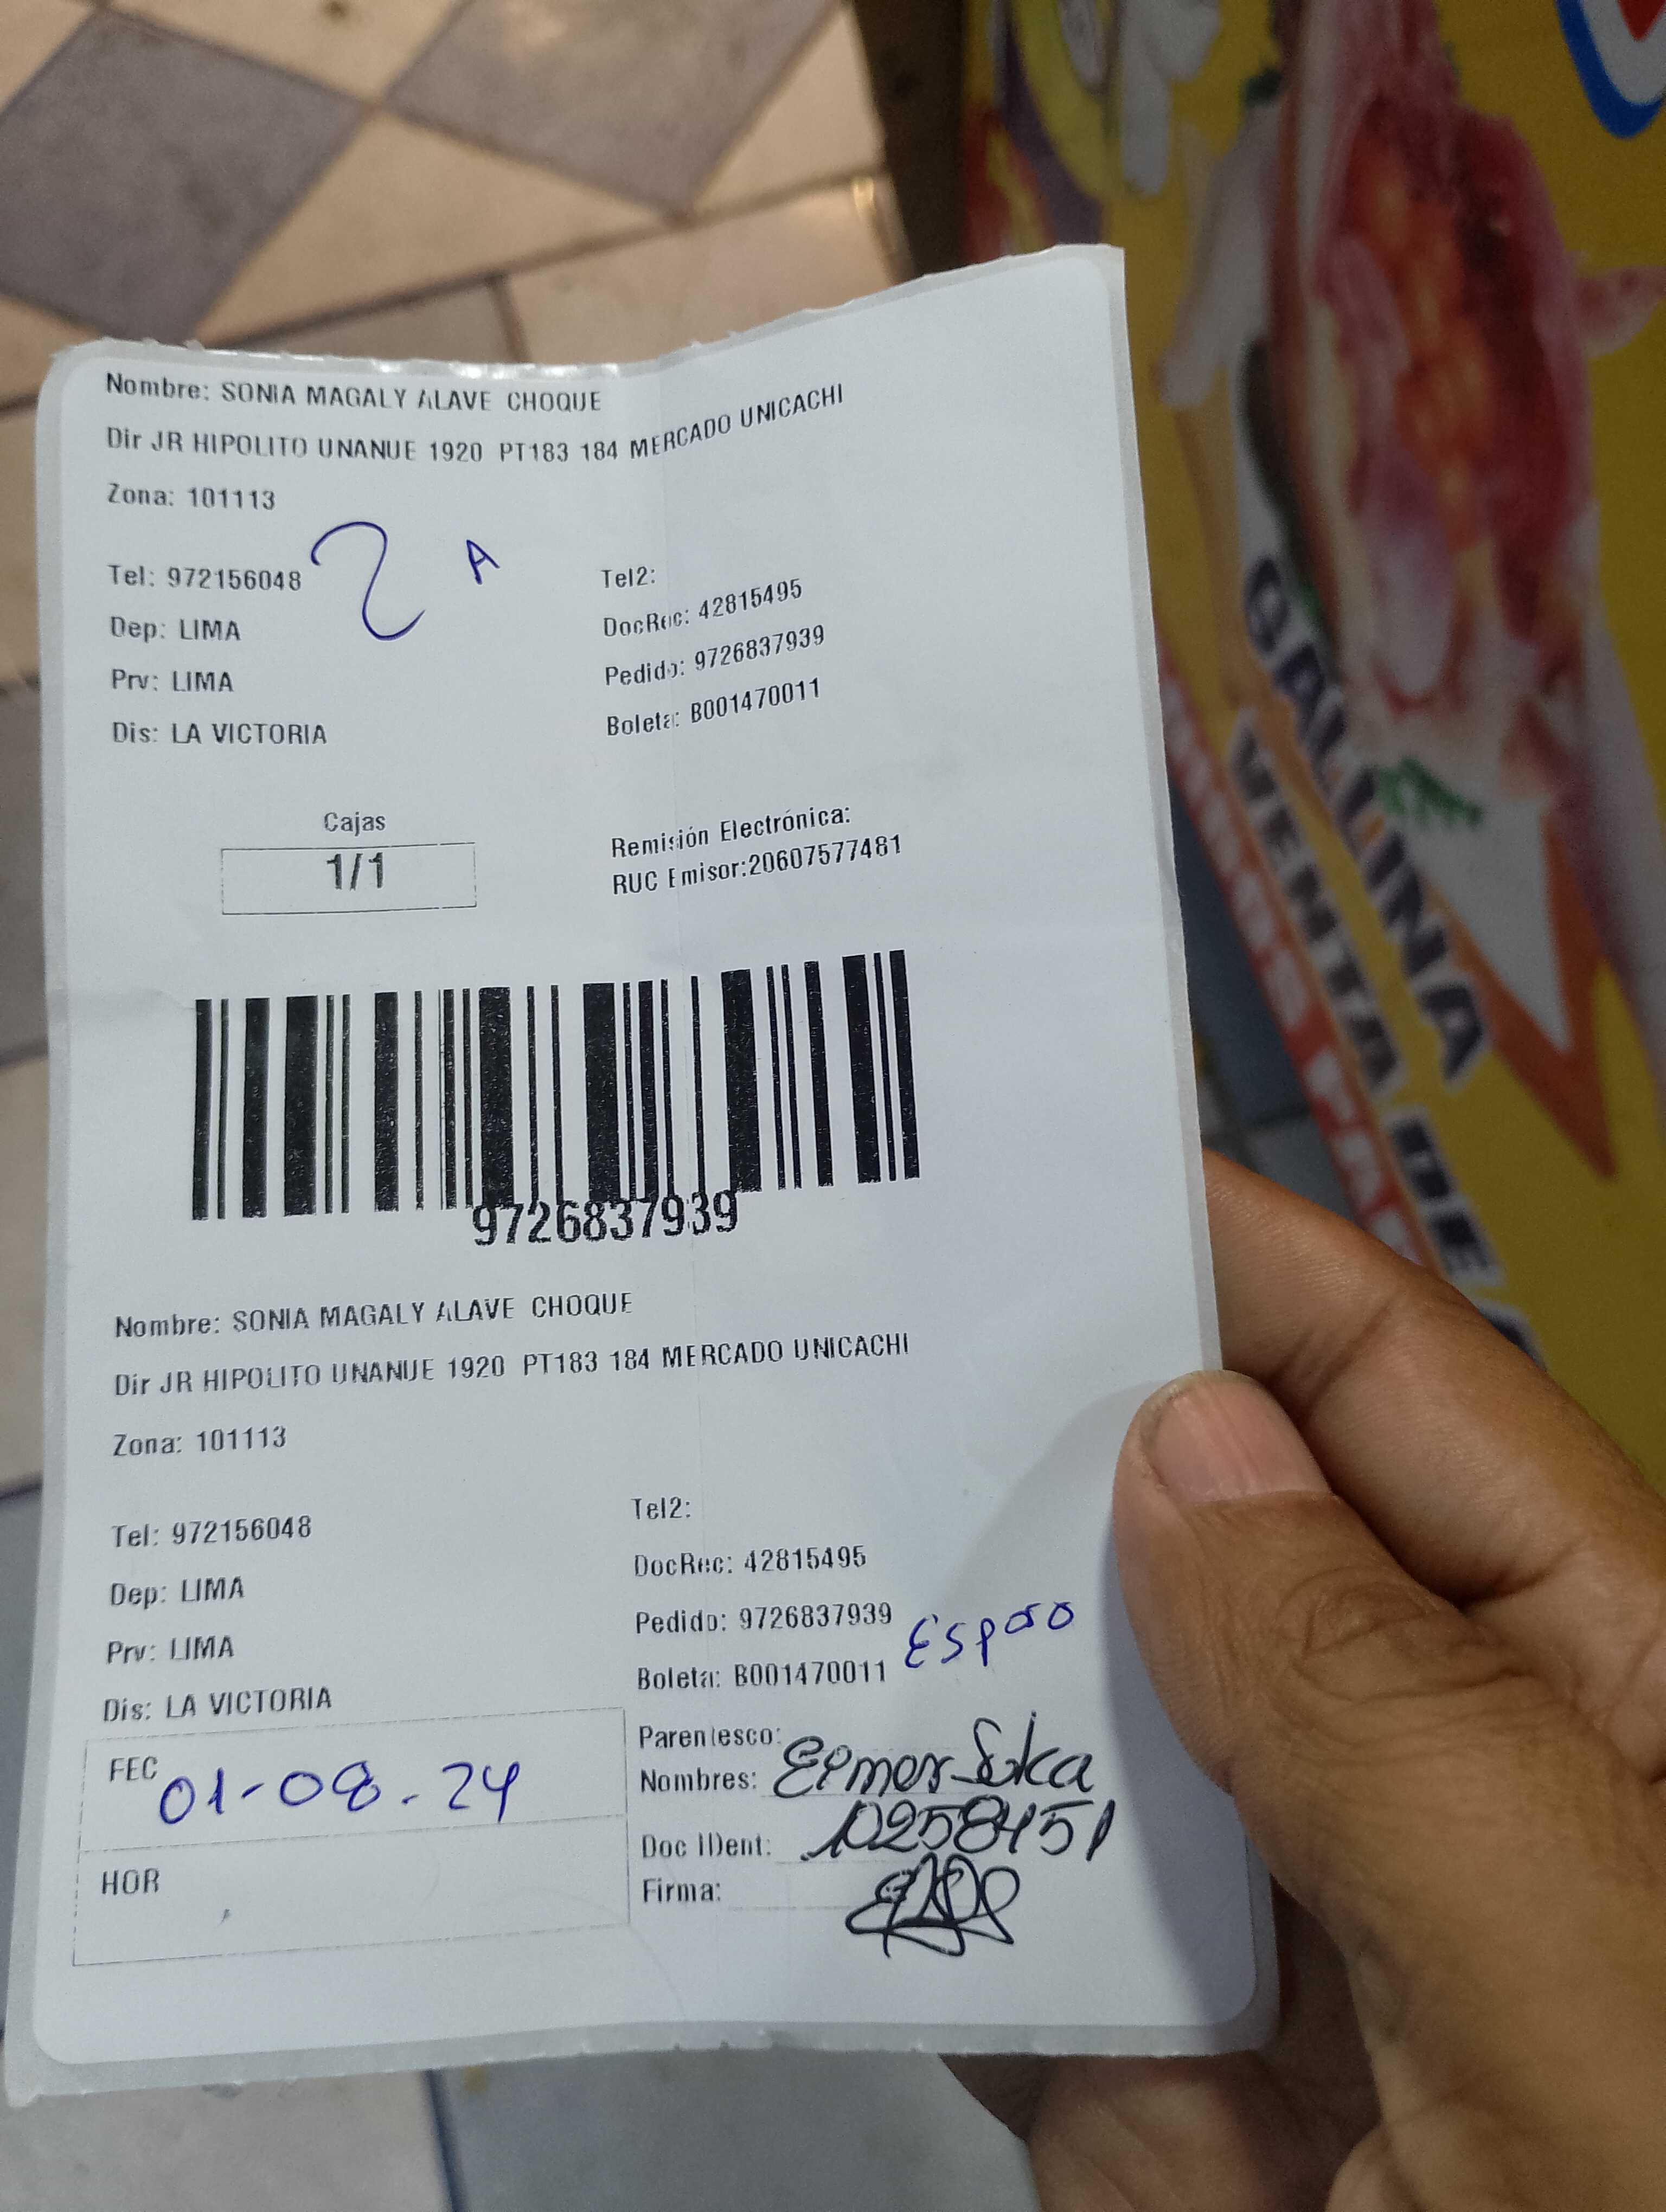 Nombre: SONIA MAGALY ALAVE CHOQUE
Dir JR HIPOLITO UNANUE 1920 PT183 184 MERCADO UNICACHI
Zona: 101113
2 A
Tel: 972156048
Tel2:
Dep: LIMA
DocRec: 42815495
Prv: LIMA
Pedido: 9726837939
Dis: LA VICTORIA
Boleta: B001470011
Cajas
1/1
Remisión Electrónica:
RUC Emisor:20607577481
9726837939
Nombre: SONIA MAGALY ALAVE CHOQUE
Dir JR HIPOLITO UNANUE 1920 PT183 184 MERCADO UNICACHI
Zona: 101113
Tel: 972156048
Tel2:
Dep: LIMA
DocRec: 42815495
Prv: LIMA
Pedido: 9726837939
Dis: LA VICTORIA
Boleta: B001470011
Esposo
FEC 01-08-24
Parentesco:
Nombres:
HOR
Doc IDent: 10258451
Firma:
VENTA DE
GALLINA